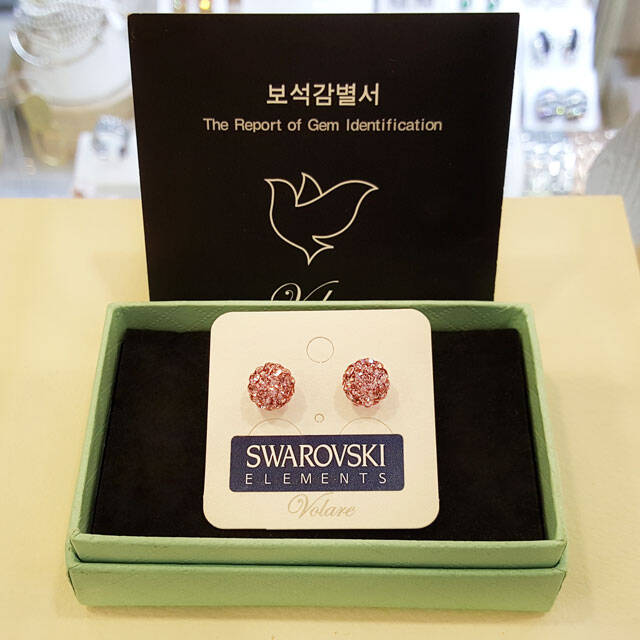 보석감별서
The Report of Gem Identification
Volare
SWAROVSKI
ELEMENTS
Volare